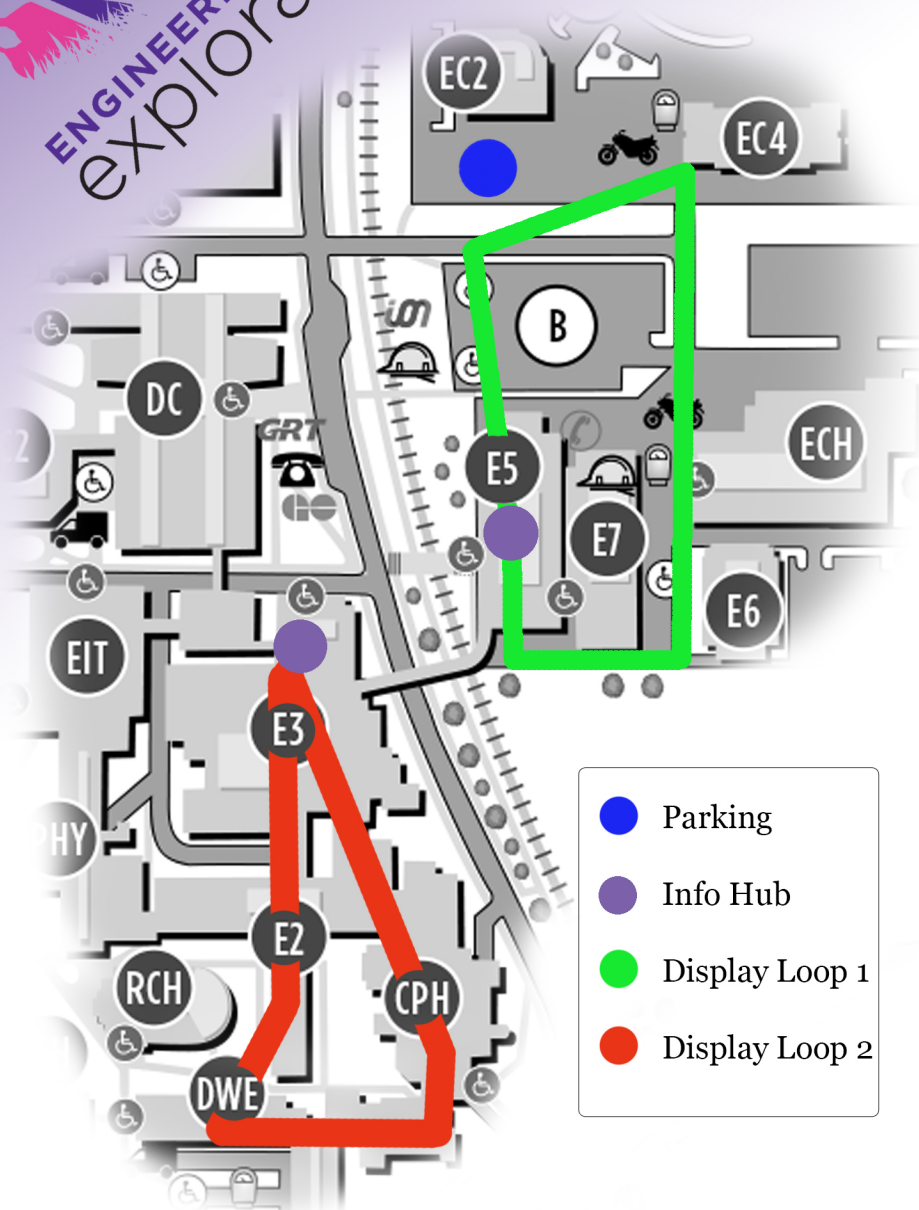 ENGINEERI
explora
EC2
EC4
B
ion
DC
GRT
ECH
E5
E7
E6
EIT
E3
PHY
E2
RCH
CPH
DWE
Parking
Info Hub
Display Loop 1
Display Loop 2